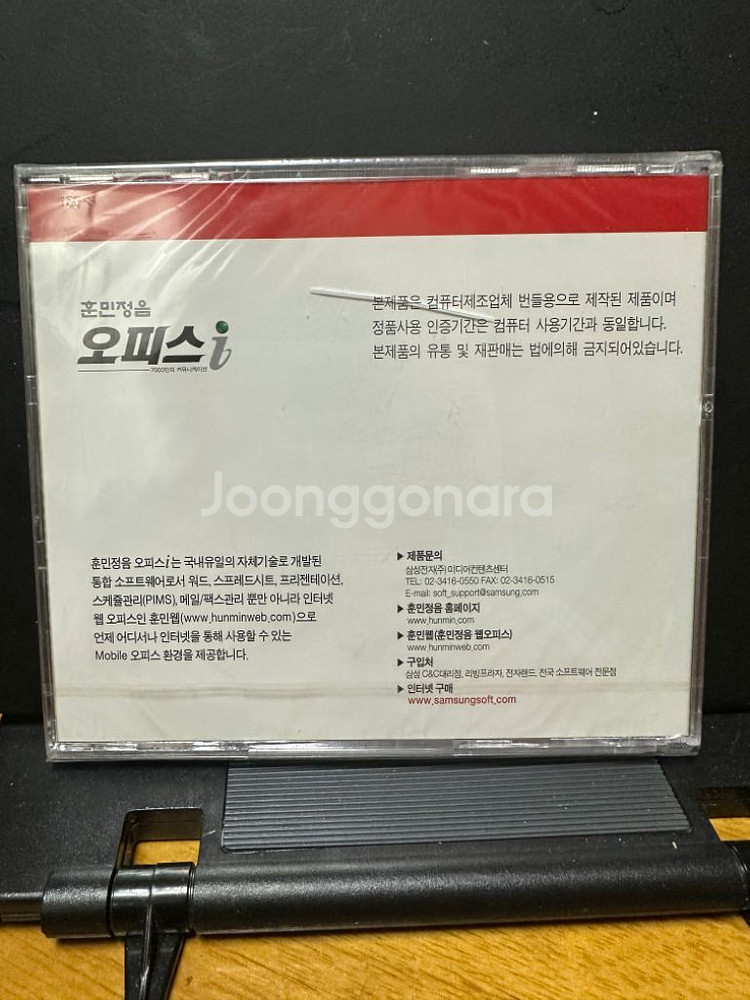 훈민정음
오피스i
7000만의 커뮤니케이션
본제품은 컴퓨터제조업체 번들용으로 제작된 제품이며
정품사용 인증기간은 컴퓨터 사용기간과 동일합니다.
본제품의 유통 및 재판매는 법에의해 금지되어있습니다.
Joonggonara
훈민정음 오피스i는 국내유일의 자체기술로 개발된
통합 소프트웨어로서 워드, 스프레드시트, 프리젠테이션,
스케쥴관리(PIMS), 메일/팩스관리 뿐만 아니라 인터넷
웹 오피스인 훈민웹(www.hunminweb.com)으로
언제 어디서나 인터넷을 통해 사용할 수 있는
Mobile 오피스 환경을 제공합니다.
▶ 제품문의
삼성전자(주) 미디어컨텐츠센터
TEL: 02-3416-0550 FAX: 02-3416-0515
E-mail: soft_support@samsung.com
▶ 훈민정음 홈페이지
www.hunmin.com
▶ 훈민웹(훈민정음 웹오피스)
www.hunminweb.com
▶ 구입처
삼성 C&C대리점, 리빙프라자, 전자랜드, 전국 소프트웨어 전문점
▶ 인터넷 구매
www.samsungsoft.com